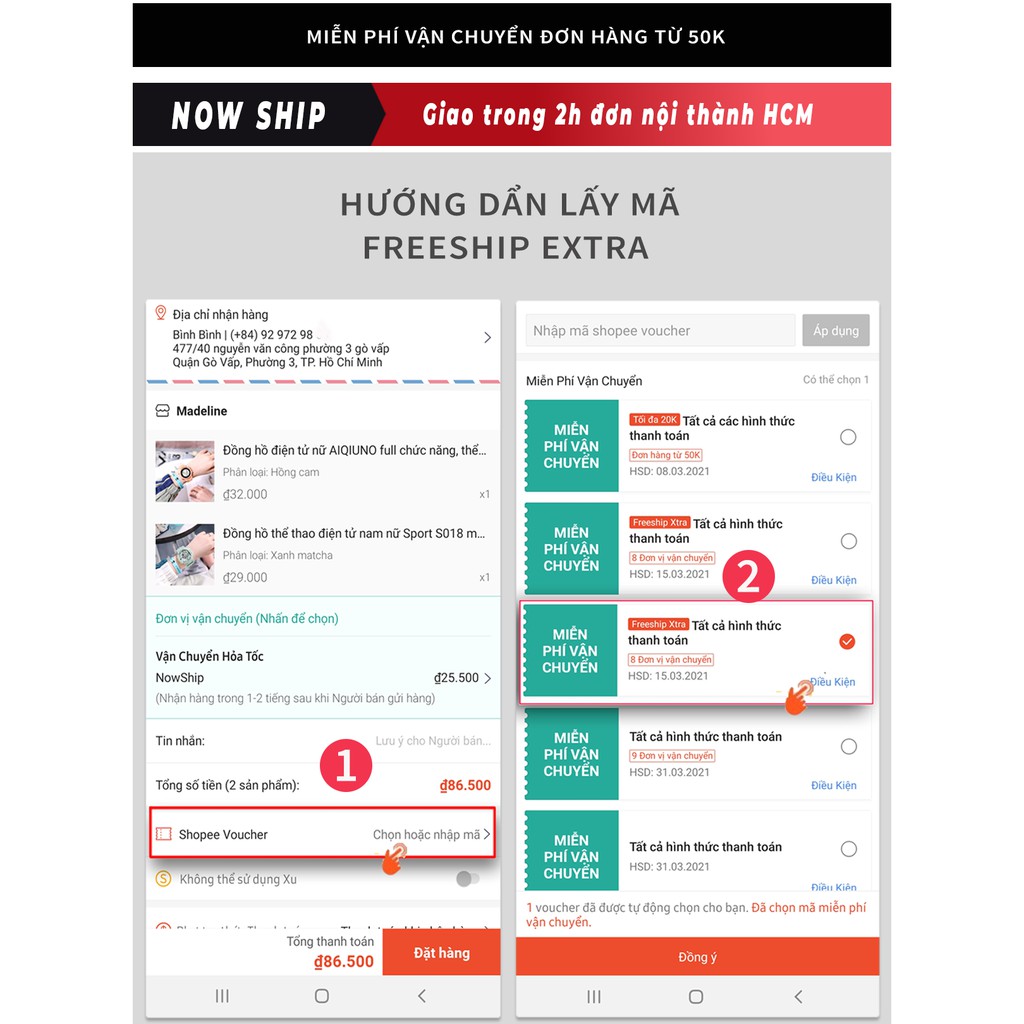 MIỄN PHÍ VẬN CHUYỂN ĐƠN HÀNG TỪ 50K
NOW SHIP
Giao trong 2h đơn nội thành HCM
HƯỚNG DẨN LẤY MÃ
FREESHIP EXTRA
Địa chỉ nhận hàng
Bình Bình | (+84) 92 972 98
477/40 nguyễn văn công phường 3 gò vấp
Quận Gò Vấp, Phường 3, TP. Hồ Chí Minh
Madeline
Đồng hồ điện tử nữ AIQIUNO full chức năng, thể...
Phân loại: Hồng cam
₫32.000 x1
Đồng hồ thể thao điện tử nam nữ Sport S018 m...
Phân loại: Xanh matcha
₫29.000 x1
Đơn vị vận chuyển (Nhấn để chọn)
Vận Chuyển Hỏa Tốc
NowShip ₫25.500
(Nhận hàng trong 1-2 tiếng sau khi Người bán gửi hàng)
Tin nhắn: Lưu ý cho Người bán...
1
Tổng số tiền (2 sản phẩm): ₫86.500
Shopee Voucher Chọn hoặc nhập mã
Không thể sử dụng Xu
Tổng thanh toán
₫86.500
Đặt hàng
Nhập mã shopee voucher Áp dụng
Miễn Phí Vận Chuyển Có thể chọn 1
MIỄN
PHÍ VẬN
CHUYỂN
Tối đa 20K Tất cả các hình thức
thanh toán
Đơn hàng từ 50K
HSD: 08.03.2021
Điều Kiện
MIỄN
PHÍ VẬN
CHUYỂN
Freeship Xtra Tất cả hình thức
thanh toán
8 Đơn vị vận chuyển
HSD: 15.03.2021
Điều Kiện
2
MIỄN
PHÍ VẬN
CHUYỂN
Freeship Xtra Tất cả hình thức
thanh toán
8 Đơn vị vận chuyển
HSD: 15.03.2021
Điều Kiện
MIỄN
PHÍ VẬN
CHUYỂN
Tất cả hình thức thanh toán
9 Đơn vị vận chuyển
HSD: 31.03.2021
Điều Kiện
MIỄN
PHÍ VẬN
CHUYỂN
Tất cả hình thức thanh toán
HSD: 31.03.2021
Điều Kiện
1 voucher đã được tự động chọn cho bạn. Đã chọn mã miễn phí
vận chuyển.
Đồng ý